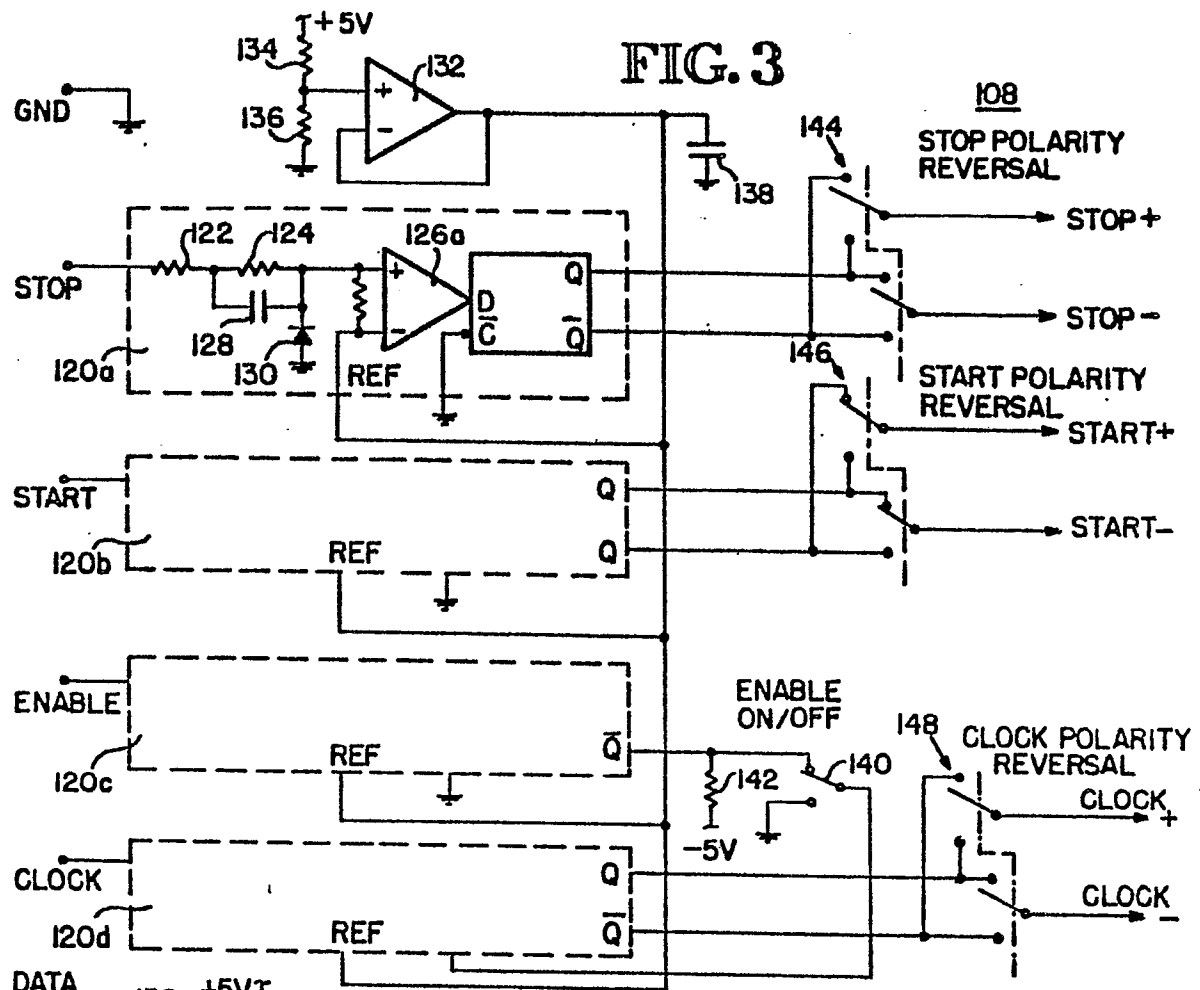 +5V
134
132
FIG. 3
108
GND
136
+
-
138
144
STOP POLARITY
REVERSAL
STOP+
122
124
126a
STOP
+
-
D
C̅
Q
Q̅
128
130
REF
120a
STOP-
146
START POLARITY
REVERSAL
START+
START
Q
Q
REF
120b
START-
ENABLE
ENABLE
ON/OFF
Q̅
REF
120c
142
140
-5V
148
CLOCK POLARITY
REVERSAL
CLOCK
+
CLOCK
Q
Q̅
REF
120d
CLOCK
-
DATA
+5V